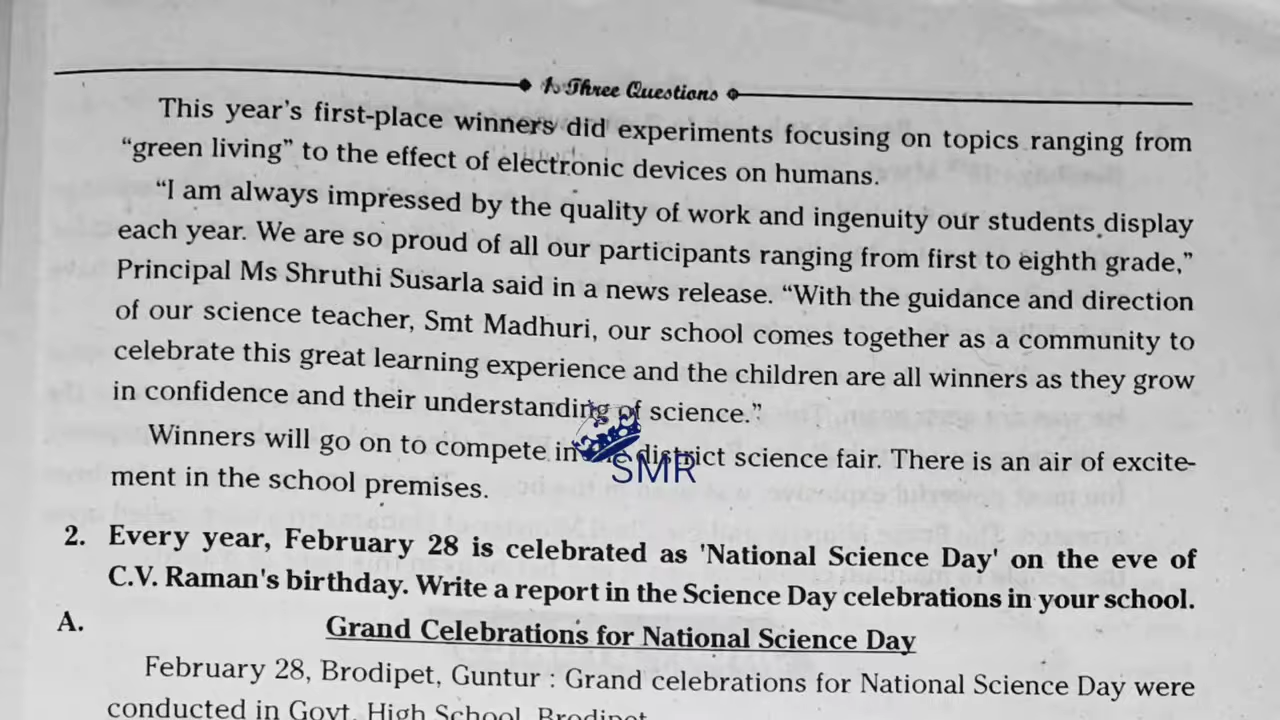 1. Three Questions
This year's first-place winners did experiments focusing on topics ranging from
“green living” to the effect of electronic devices on humans.
“I am always impressed by the quality of work and ingenuity our students display
each year. We are so proud of all our participants ranging from first to eighth grade,”
Principal Ms Shruthi Susarla said in a news release. “With the guidance and direction
of our science teacher, Smt Madhuri, our school comes together as a community to
celebrate this great learning experience and the children are all winners as they grow
in confidence and their understanding of science.”
Winners will go on to compete in district science fair. There is an air of excite-
ment in the school premises.
SMR
2. Every year, February 28 is celebrated as 'National Science Day' on the eve of
C.V. Raman's birthday. Write a report in the Science Day celebrations in your school.
A. Grand Celebrations for National Science Day
February 28, Brodipet, Guntur : Grand celebrations for National Science Day were
conducted in Govt. High School, Brodipet